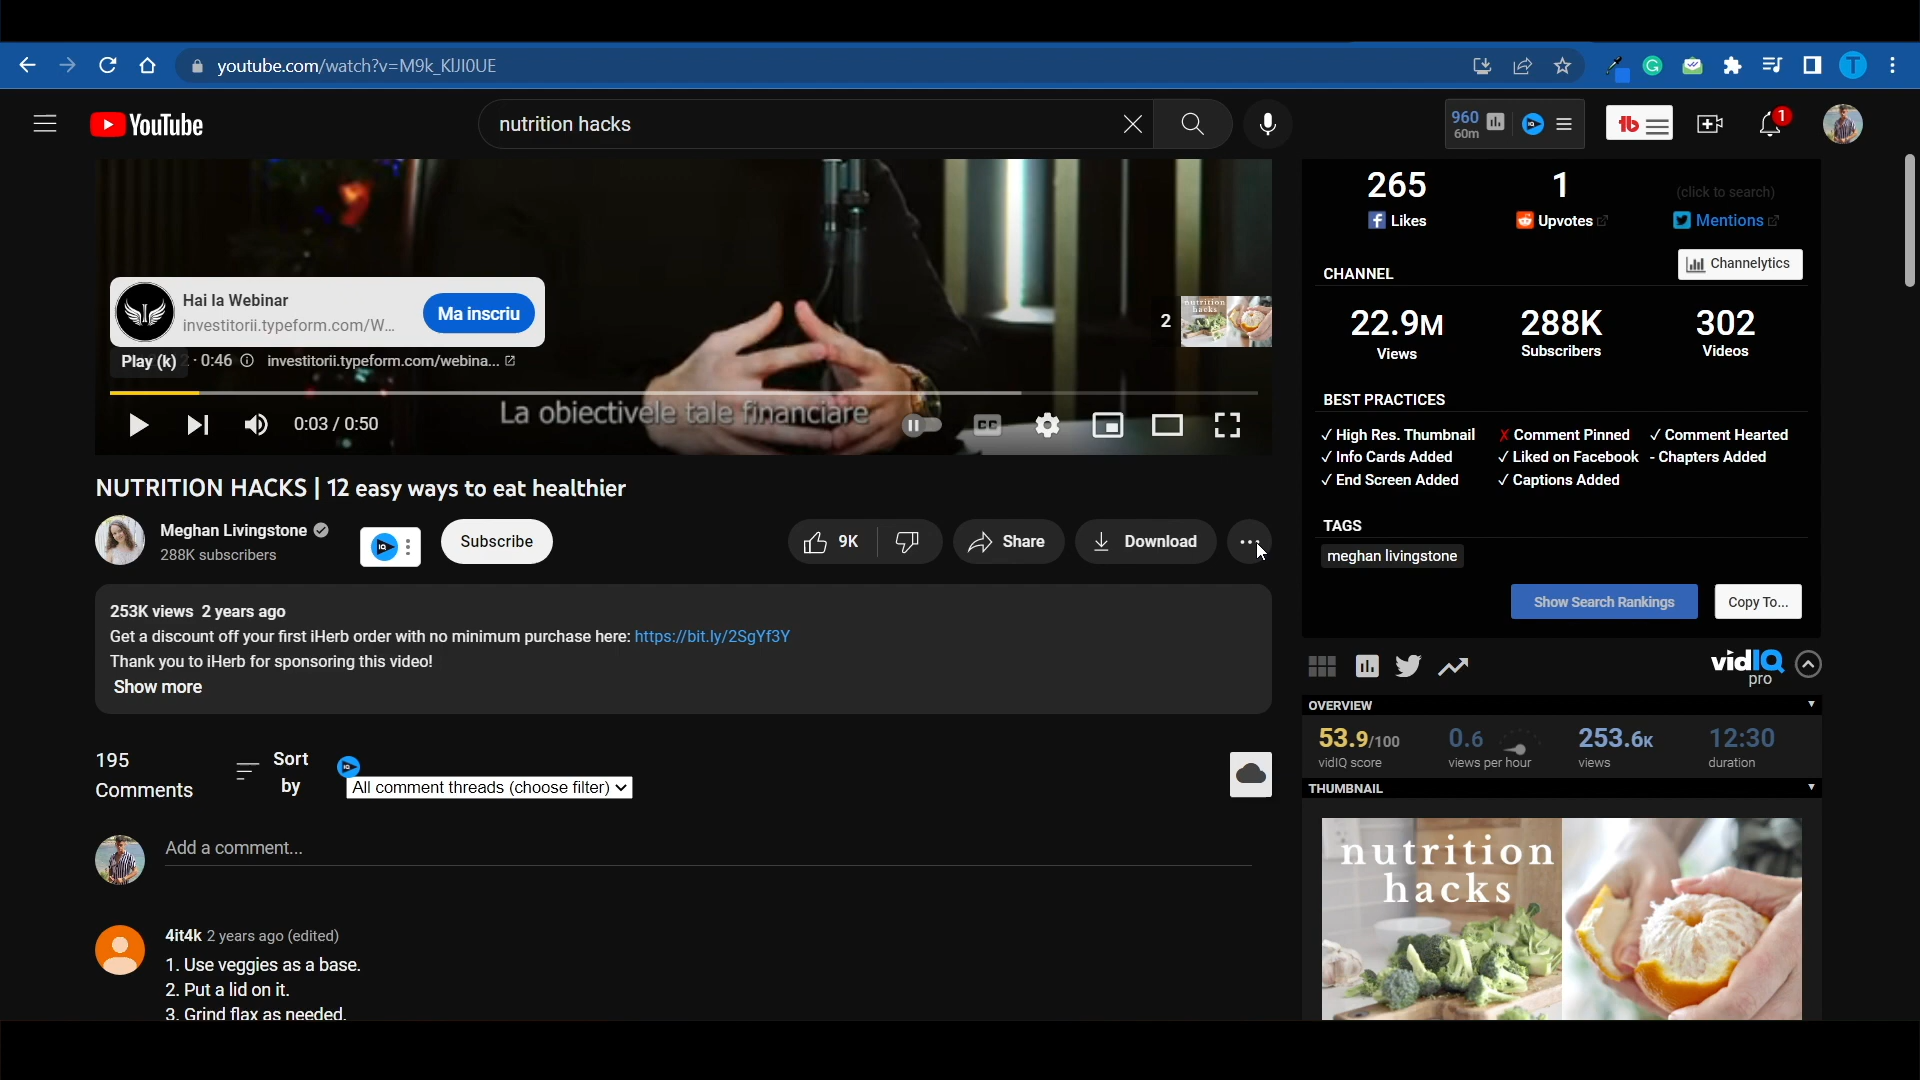 youtube.com/watch?v=M9k_KlJI0UE
YouTube
nutrition hacks
960
60m
1
T
265
Likes
1
Upvotes
(click to search)
Mentions
CHANNEL
Channelytics
22.9M
Views
288K
Subscribers
302
Videos
BEST PRACTICES
✓ High Res. Thumbnail
✗ Comment Pinned
✓ Comment Hearted
✓ Info Cards Added
✓ Liked on Facebook
- Chapters Added
✓ End Screen Added
✓ Captions Added
TAGS
meghan livingstone
Show Search Rankings
Copy To...
Hai la Webinar
investitorii.typeform.com/W...
Ma inscriu
2
nutrition
hacks
Play (k)
2 · 0:46
investitorii.typeform.com/webina...
La obiectivele tale financiare
0:03 / 0:50
CC
NUTRITION HACKS | 12 easy ways to eat healthier
Meghan Livingstone
288K subscribers
IQ
Subscribe
9K
Share
Download
...
253K views 2 years ago
Get a discount off your first iHerb order with no minimum purchase here: https://bit.ly/2SgYf3Y
Thank you to iHerb for sponsoring this video!
Show more
vidIQ
pro
OVERVIEW
53.9/100
vidIQ score
0.6
views per hour
253.6K
views
12:30
duration
THUMBNAIL
nutrition
hacks
195
Comments
Sort
by
All comment threads (choose filter)
Add a comment...
4it4k 2 years ago (edited)
1. Use veggies as a base.
2. Put a lid on it.
3. Grind flax as needed.